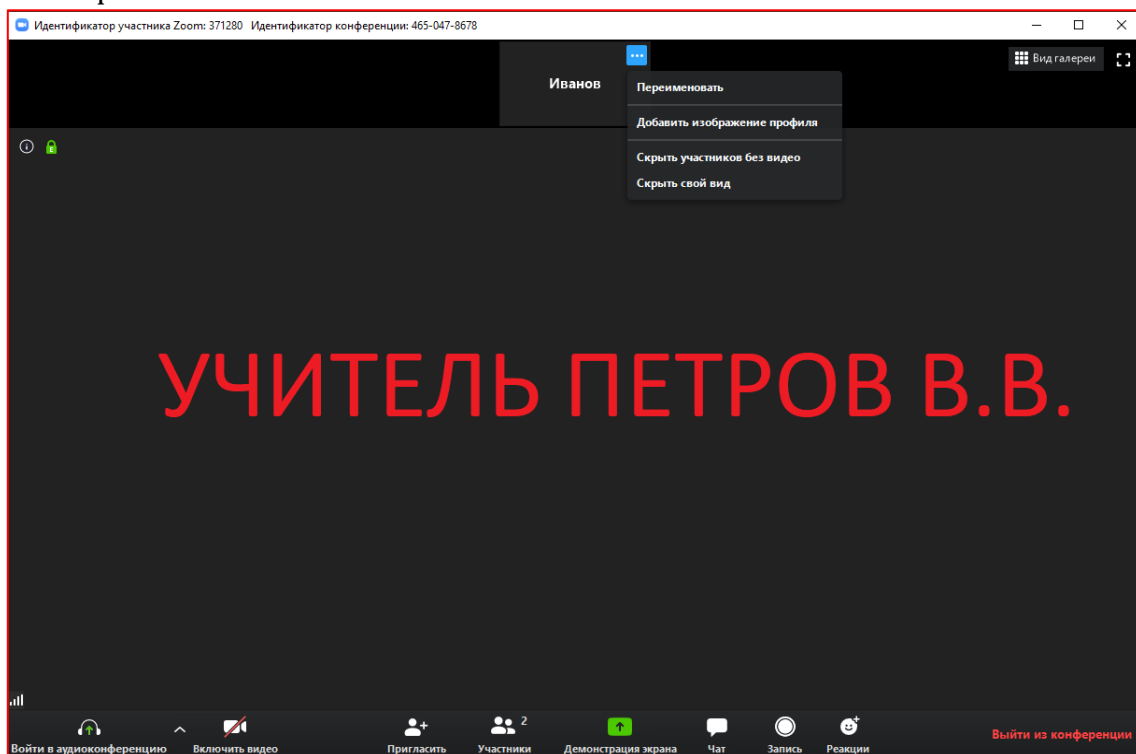 Идентификатор участника Zoom: 371280 Идентификатор конференции: 465-047-8678
Иванов
Вид галереи
Переименовать
Добавить изображение профиля
Скрыть участников без видео
Скрыть свой вид
E
УЧИТЕЛЬ ПЕТРОВ В.В.
2
Войти в аудиоконференцию Включить видео Пригласить Участники Демонстрация экрана Чат Запись Реакции Выйти из конференции